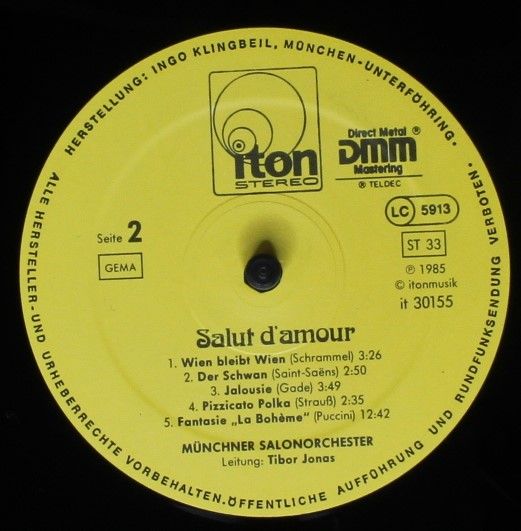 HERSTELLUNG: INGO KLINGBEIL, MÜNCHEN-UNTERFÖHRING.
ALLE HERSTELLER-UND URHEBERRECHTE VORBEHALTEN.ÖFFENTLICHE AUFFÜHRUNG UND RUNDFUNKSENDUNG VERBOTEN.
iton
STEREO
Direct Metal ®
DMM
Mastering
® TELDEC
LC 5913
Seite 2
ST 33
GEMA
℗ 1985
© itonmusik
it 30155
Salut d'amour
1. Wien bleibt Wien (Schrammel) 3:26
2. Der Schwan (Saint-Saëns) 2:50
3. Jalousie (Gade) 3:49
4. Pizzicato Polka (Strauß) 2:35
5. Fantasie „La Bohème" (Puccini) 12:42
MÜNCHNER SALONORCHESTER
Leitung: Tibor Jonas